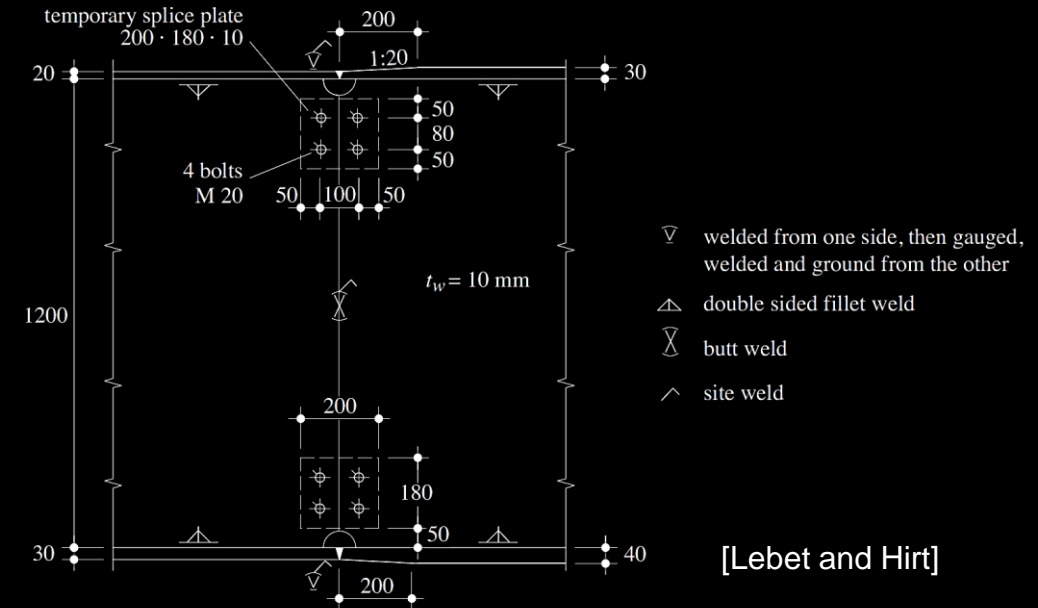 temporary splice plate
200 · 180 · 10
200
1:20
20
30
50
80
50
4 bolts
M 20
50
100
50
t_w = 10 mm
1200
200
180
50
30
40
200
welded from one side, then gauged,
welded and ground from the other
double sided fillet weld
butt weld
site weld
[Lebet and Hirt]